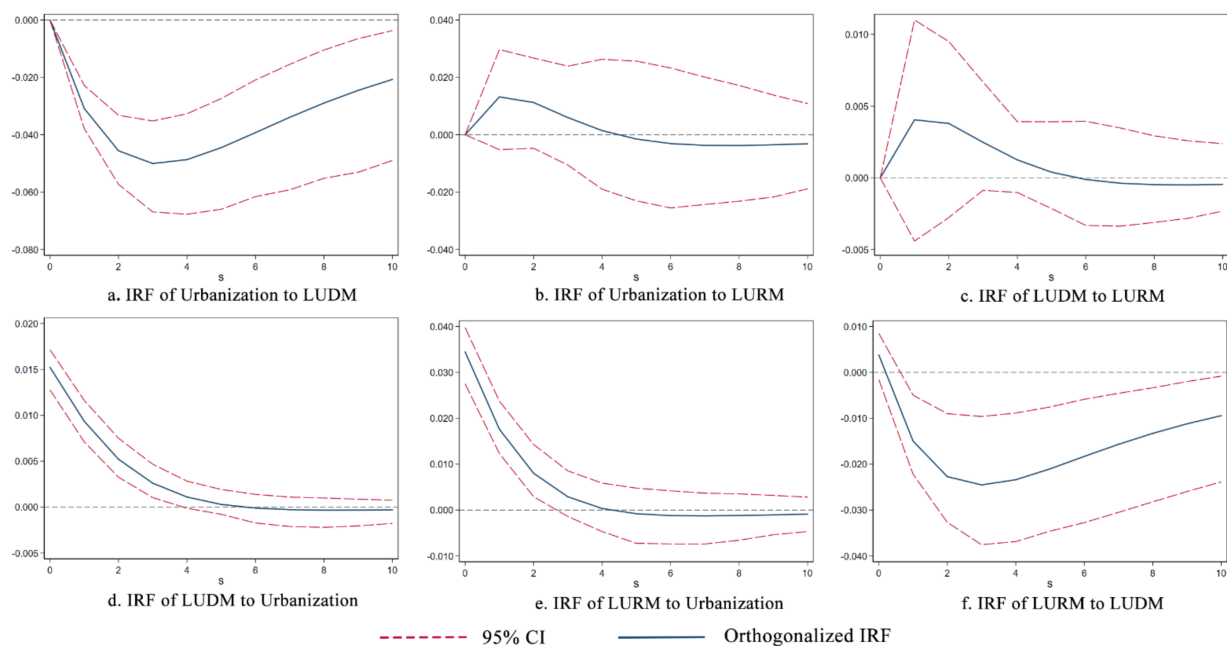 0.000
-0.020
-0.040
-0.060
-0.080
0 2 4 6 8 10
s
a. IRF of Urbanization to LUDM
0.040
0.020
0.000
-0.020
-0.040
0 2 4 6 8 10
s
b. IRF of Urbanization to LURM
0.010
0.005
0.000
-0.005
0 2 4 6 8 10
s
c. IRF of LUDM to LURM
0.020
0.015
0.010
0.005
0.000
-0.005
0 2 4 6 8 10
s
d. IRF of LUDM to Urbanization
0.040
0.030
0.020
0.010
0.000
-0.010
0 2 4 6 8 10
s
e. IRF of LURM to Urbanization
0.010
0.000
-0.010
-0.020
-0.030
-0.040
0 2 4 6 8 10
s
f. IRF of LURM to LUDM
95% CI
Orthogonalized IRF